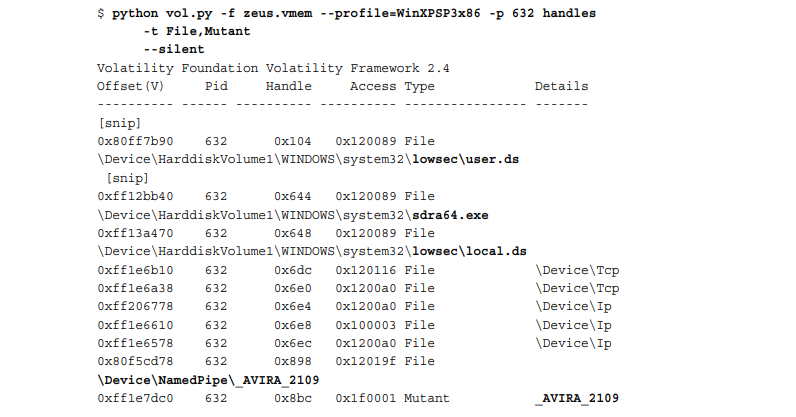 $ python vol.py -f zeus.vmem --profile=WinXPSP3x86 -p 632 handles
-t File,Mutant
--silent
Volatility Foundation Volatility Framework 2.4
Offset(V) Pid Handle Access Type Details
---------- ------ ---------- ---------- ---------------- -------
[snip]
0x80ff7b90 632 0x104 0x120089 File
\Device\HarddiskVolume1\WINDOWS\system32\lowsec\user.ds
[snip]
0xff12bb40 632 0x644 0x120089 File
\Device\HarddiskVolume1\WINDOWS\system32\sdra64.exe
0xff13a470 632 0x648 0x120089 File
\Device\HarddiskVolume1\WINDOWS\system32\lowsec\local.ds
0xff1e6b10 632 0x6dc 0x120116 File \Device\Tcp
0xff1e6a38 632 0x6e0 0x1200a0 File \Device\Tcp
0xff206778 632 0x6e4 0x1200a0 File \Device\Ip
0xff1e6610 632 0x6e8 0x100003 File \Device\Ip
0xff1e6578 632 0x6ec 0x1200a0 File \Device\Ip
0x80f5cd78 632 0x898 0x12019f File
\Device\NamedPipe\_AVIRA_2109
0xff1e7dc0 632 0x8bc 0x1f0001 Mutant _AVIRA_2109